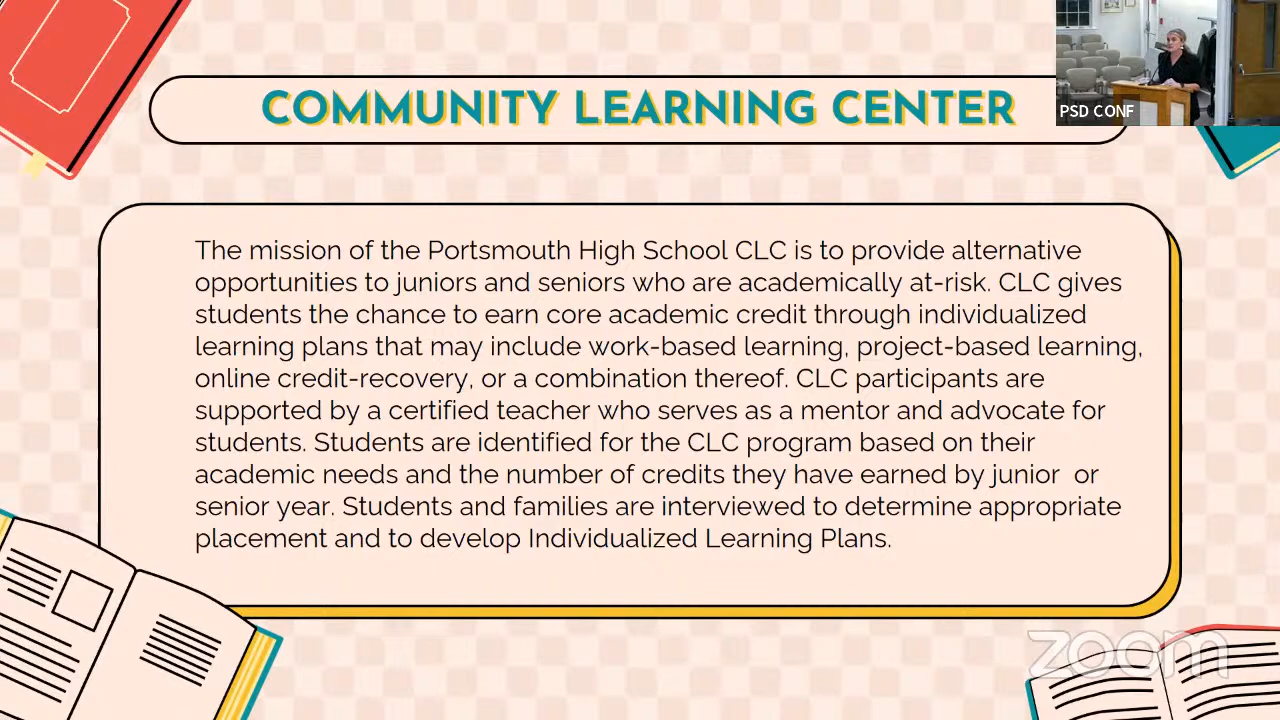 COMMUNITY LEARNING CENTER
PSD CONF
The mission of the Portsmouth High School CLC is to provide alternative
opportunities to juniors and seniors who are academically at-risk. CLC gives
students the chance to earn core academic credit through individualized
learning plans that may include work-based learning, project-based learning,
online credit-recovery, or a combination thereof. CLC participants are
supported by a certified teacher who serves as a mentor and advocate for
students. Students are identified for the CLC program based on their
academic needs and the number of credits they have earned by junior  or
senior year. Students and families are interviewed to determine appropriate
placement and to develop Individualized Learning Plans.
zoom